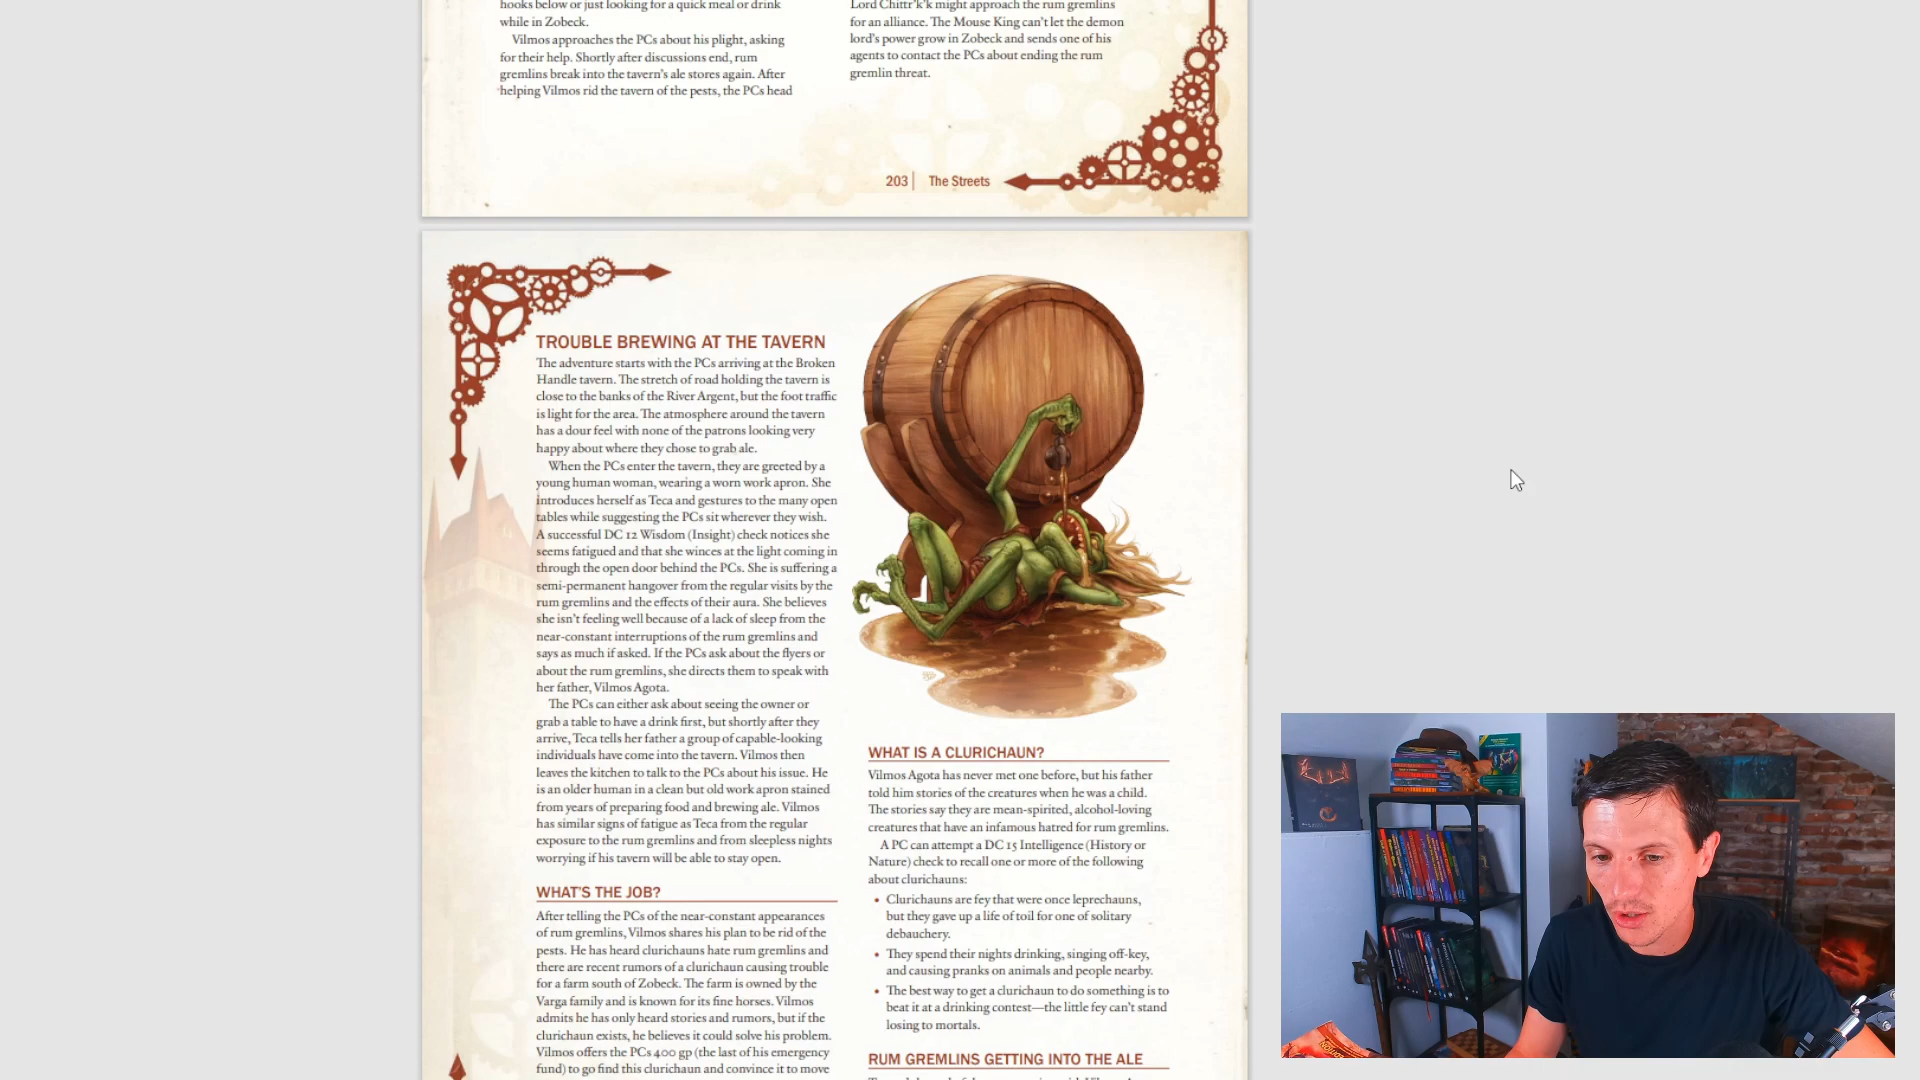 hooks below or just looking for a quick meal or drink
while in Zobeck.
Vilmos approaches the PCs about his plight, asking
for their help. Shortly after discussions end, rum
gremlins break into the tavern's ale stores again. After
helping Vilmos rid the tavern of the pests, the PCs head
Lord Chittr'k'k might approach the rum gremlins
for an alliance. The Mouse King can't let the demon
lord's power grow in Zobeck and sends one of his
agents to contact the PCs about ending the rum
gremlin threat.
203 | The Streets
TROUBLE BREWING AT THE TAVERN
The adventure starts with the PCs arriving at the Broken
Handle tavern. The stretch of road holding the tavern is
close to the banks of the River Argent, but the foot traffic
is light for the area. The atmosphere around the tavern
has a dour feel with none of the patrons looking very
happy about where they chose to grab ale.
When the PCs enter the tavern, they are greeted by a
young human woman, wearing a worn work apron. She
introduces herself as Teca and gestures to the many open
tables while suggesting the PCs sit wherever they wish.
A successful DC 12 Wisdom (Insight) check notices she
seems fatigued and that she winces at the light coming in
through the open door behind the PCs. She is suffering a
semi-permanent hangover from the regular visits by the
rum gremlins and the effects of their aura. She believes
she isn't feeling well because of a lack of sleep from the
near-constant interruptions of the rum gremlins and
says as much if asked. If the PCs ask about the flyers or
about the rum gremlins, she directs them to speak with
her father, Vilmos Agota.
The PCs can either ask about seeing the owner or
grab a table to have a drink first, but shortly after they
arrive, Teca tells her father a group of capable-looking
individuals have come into the tavern. Vilmos then
leaves the kitchen to talk to the PCs about his issue. He
is an older human in a clean but old work apron stained
from years of preparing food and brewing ale. Vilmos
has similar signs of fatigue as Teca from the regular
exposure to the rum gremlins and from sleepless nights
worrying if his tavern will be able to stay open.
WHAT'S THE JOB?
After telling the PCs of the near-constant appearances
of rum gremlins, Vilmos shares his plan to be rid of the
pests. He has heard clurichauns hate rum gremlins and
there are recent rumors of a clurichaun causing trouble
for a farm south of Zobeck. The farm is owned by the
Varga family and is known for its fine horses. Vilmos
admits he has only heard stories and rumors, but if the
clurichaun exists, he believes it could solve his problem.
Vilmos offers the PCs 400 gp (the last of his emergency
fund) to go find this clurichaun and convince it to move
WHAT IS A CLURICHAUN?
Vilmos Agota has never met one before, but his father
told him stories of the creatures when he was a child.
The stories say they are mean-spirited, alcohol-loving
creatures that have an infamous hatred for rum gremlins.
A PC can attempt a DC 15 Intelligence (History or
Nature) check to recall one or more of the following
about clurichauns:
• Clurichauns are fey that were once leprechauns,
but they gave up a life of toil for one of solitary
debauchery.
• They spend their nights drinking, singing off-key,
and causing pranks on animals and people nearby.
• The best way to get a clurichaun to do something is to
beat it at a drinking contest—the little fey can't stand
losing to mortals.
RUM GREMLINS GETTING INTO THE ALE